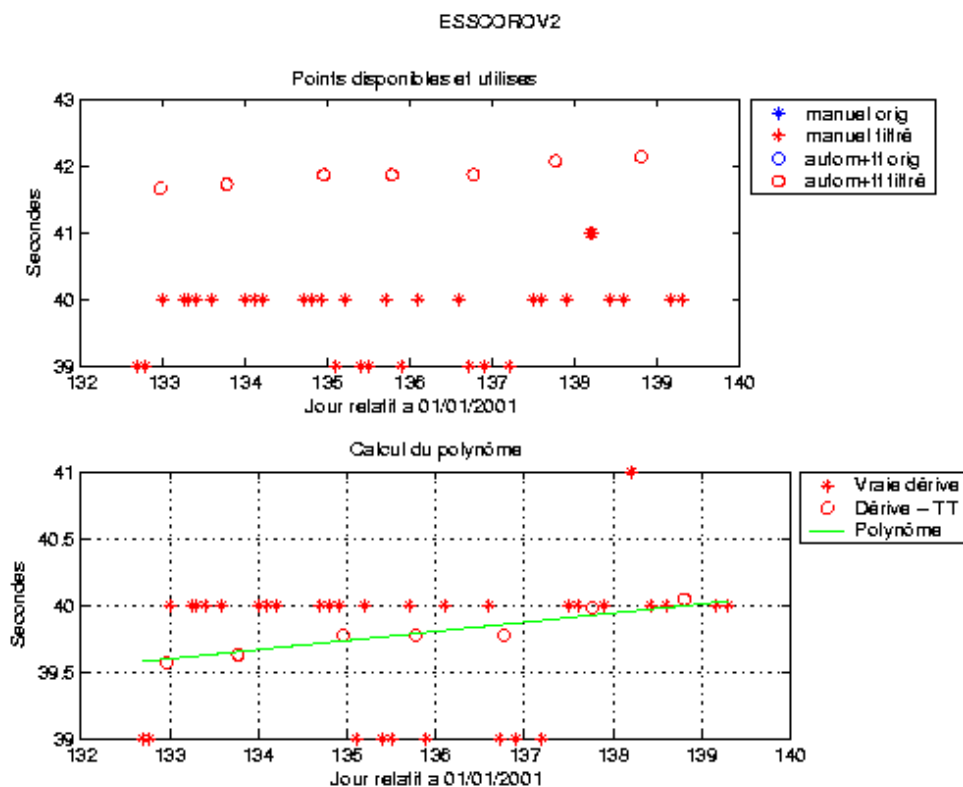 ESSCOROV2
Points disponibles et utilises
43
42
41
40
39
Secondes
132 133 134 135 136 137 138 139 140
Jour relatif a 01/01/2001
manuel orig
manuel filtré
autom+tt orig
autom+tt filtré
Calcul du polynôme
41
40.5
40
39.5
39
Secondes
132 133 134 135 136 137 138 139 140
Jour relatif a 01/01/2001
Vraie dérive
Dérive – TT
Polynôme